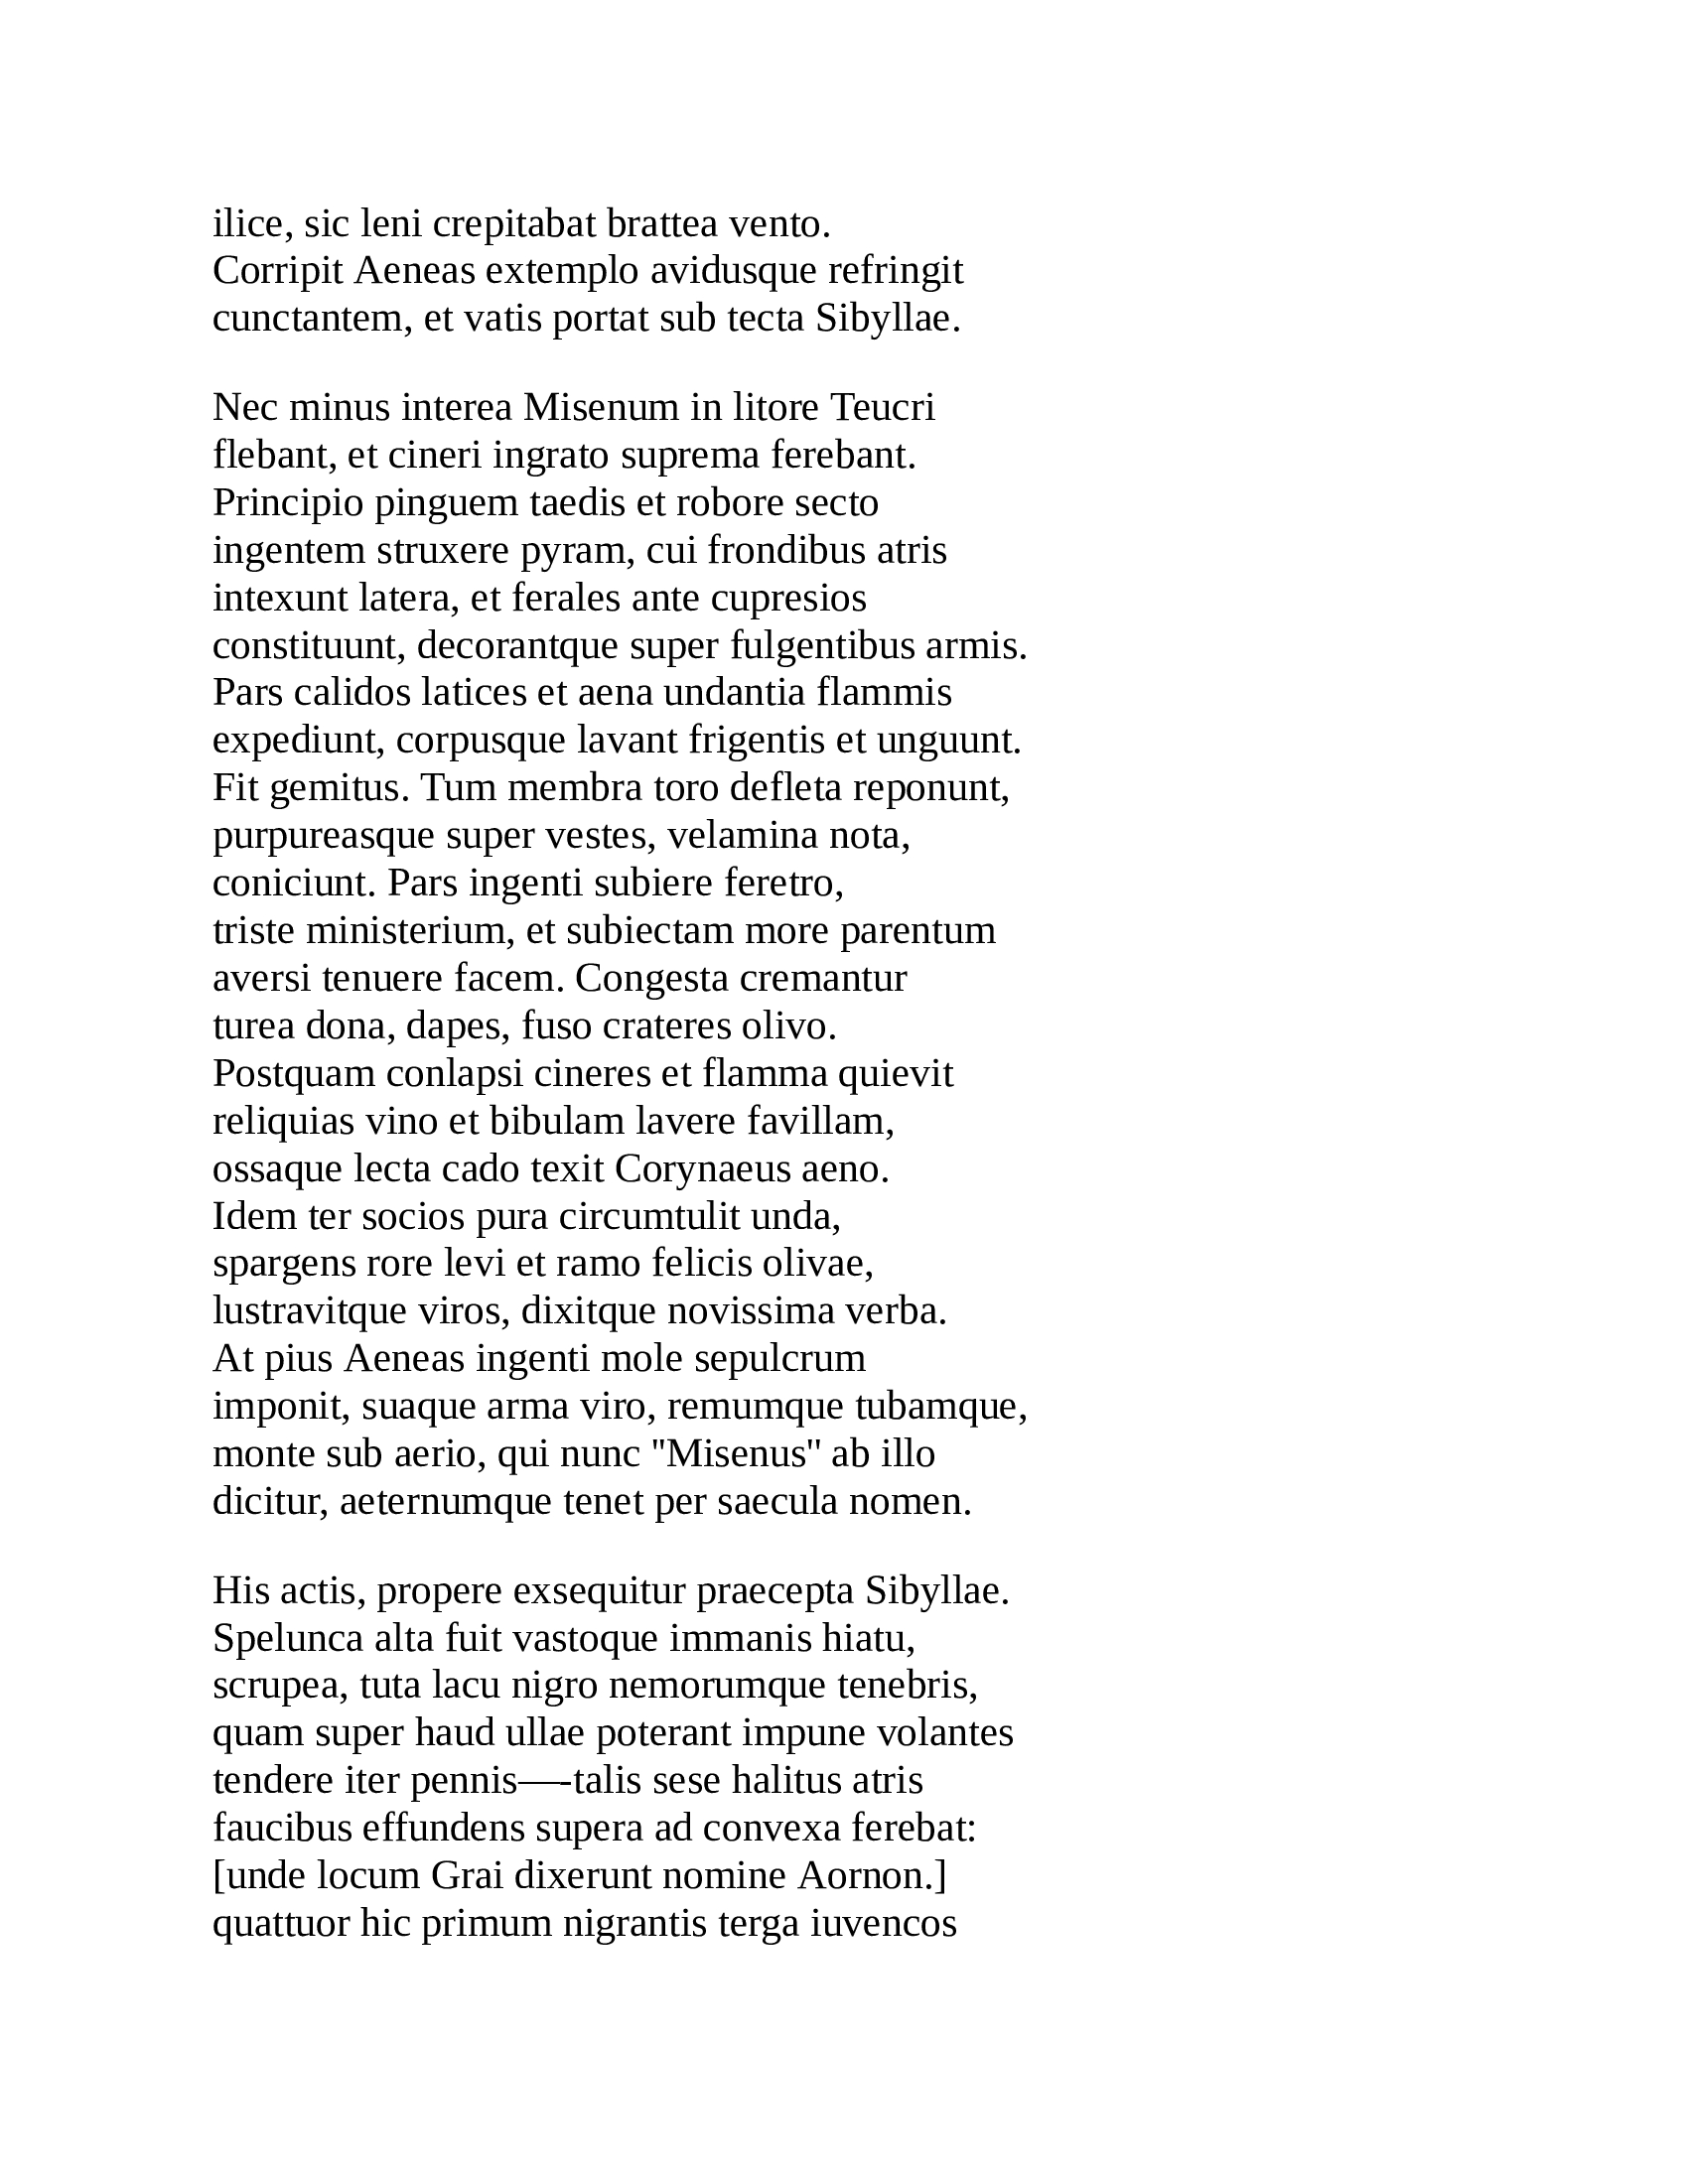 ilice, sic leni crepitabat brattea vento.
Corripit Aeneas extemplo avidusque refringit
cunctantem, et vatis portat sub tecta Sibyllae.

Nec minus interea Misenum in litore Teucri
flebant, et cineri ingrato suprema ferebant.
Principio pinguem taedis et robore secto
ingentem struxere pyram, cui frondibus atris
intexunt latera, et ferales ante cupresios
constituunt, decorantque super fulgentibus armis.
Pars calidos latices et aena undantia flammis
expediunt, corpusque lavant frigentis et unguunt.
Fit gemitus. Tum membra toro defleta reponunt,
purpureasque super vestes, velamina nota,
coniciunt. Pars ingenti subiere feretro,
triste ministerium, et subiectam more parentum
aversi tenuere facem. Congesta cremantur
turea dona, dapes, fuso crateres olivo.
Postquam conlapsi cineres et flamma quievit
reliquias vino et bibulam lavere favillam,
ossaque lecta cado texit Corynaeus aeno.
Idem ter socios pura circumtulit unda,
spargens rore levi et ramo felicis olivae,
lustravitque viros, dixitque novissima verba.
At pius Aeneas ingenti mole sepulcrum
imponit, suaque arma viro, remumque tubamque,
monte sub aerio, qui nunc "Misenus" ab illo
dicitur, aeternumque tenet per saecula nomen.

His actis, propere exsequitur praecepta Sibyllae.
Spelunca alta fuit vastoque immanis hiatu,
scrupea, tuta lacu nigro nemorumque tenebris,
quam super haud ullae poterant impune volantes
tendere iter pennis—-talis sese halitus atris
faucibus effundens supera ad convexa ferebat:
[unde locum Grai dixerunt nomine Aornon.]
quattuor hic primum nigrantis terga iuvencos